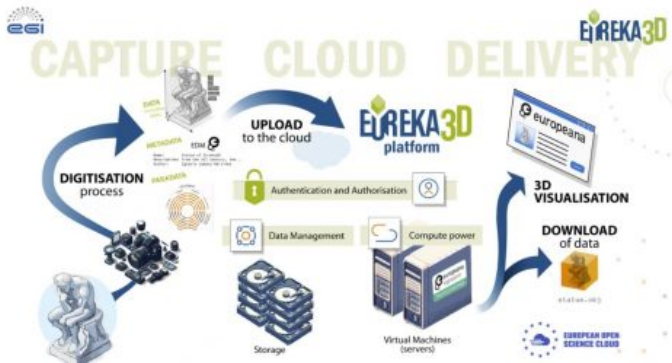 egi
EUREKA3D
CAPTURE CLOUD DELIVERY
DATA
METADATA
EDM
PARADATA
DIGITISATION
process
UPLOAD
to the cloud
EUREKA3D
platform
europeana
Authentication and Authorisation
3D
VISUALISATION
Data Management
Compute power
DOWNLOAD
of data
statue.obj
europeana
Storage
Virtual Machines
(servers)
EUROPEAN OPEN
SCIENCE CLOUD